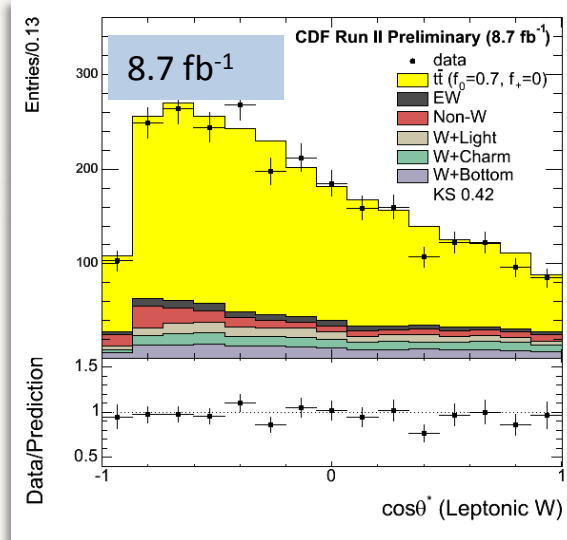 CDF Run II Preliminary (8.7 fb⁻¹)
8.7 fb⁻¹
Entries/0.13
300
200
100
data
tt̄ (f₀=0.7, f₊=0)
EW
Non-W
W+Light
W+Charm
W+Bottom
KS 0.42
Data/Prediction
1.5
1
0.5
-1
0
1
cosθ* (Leptonic W)